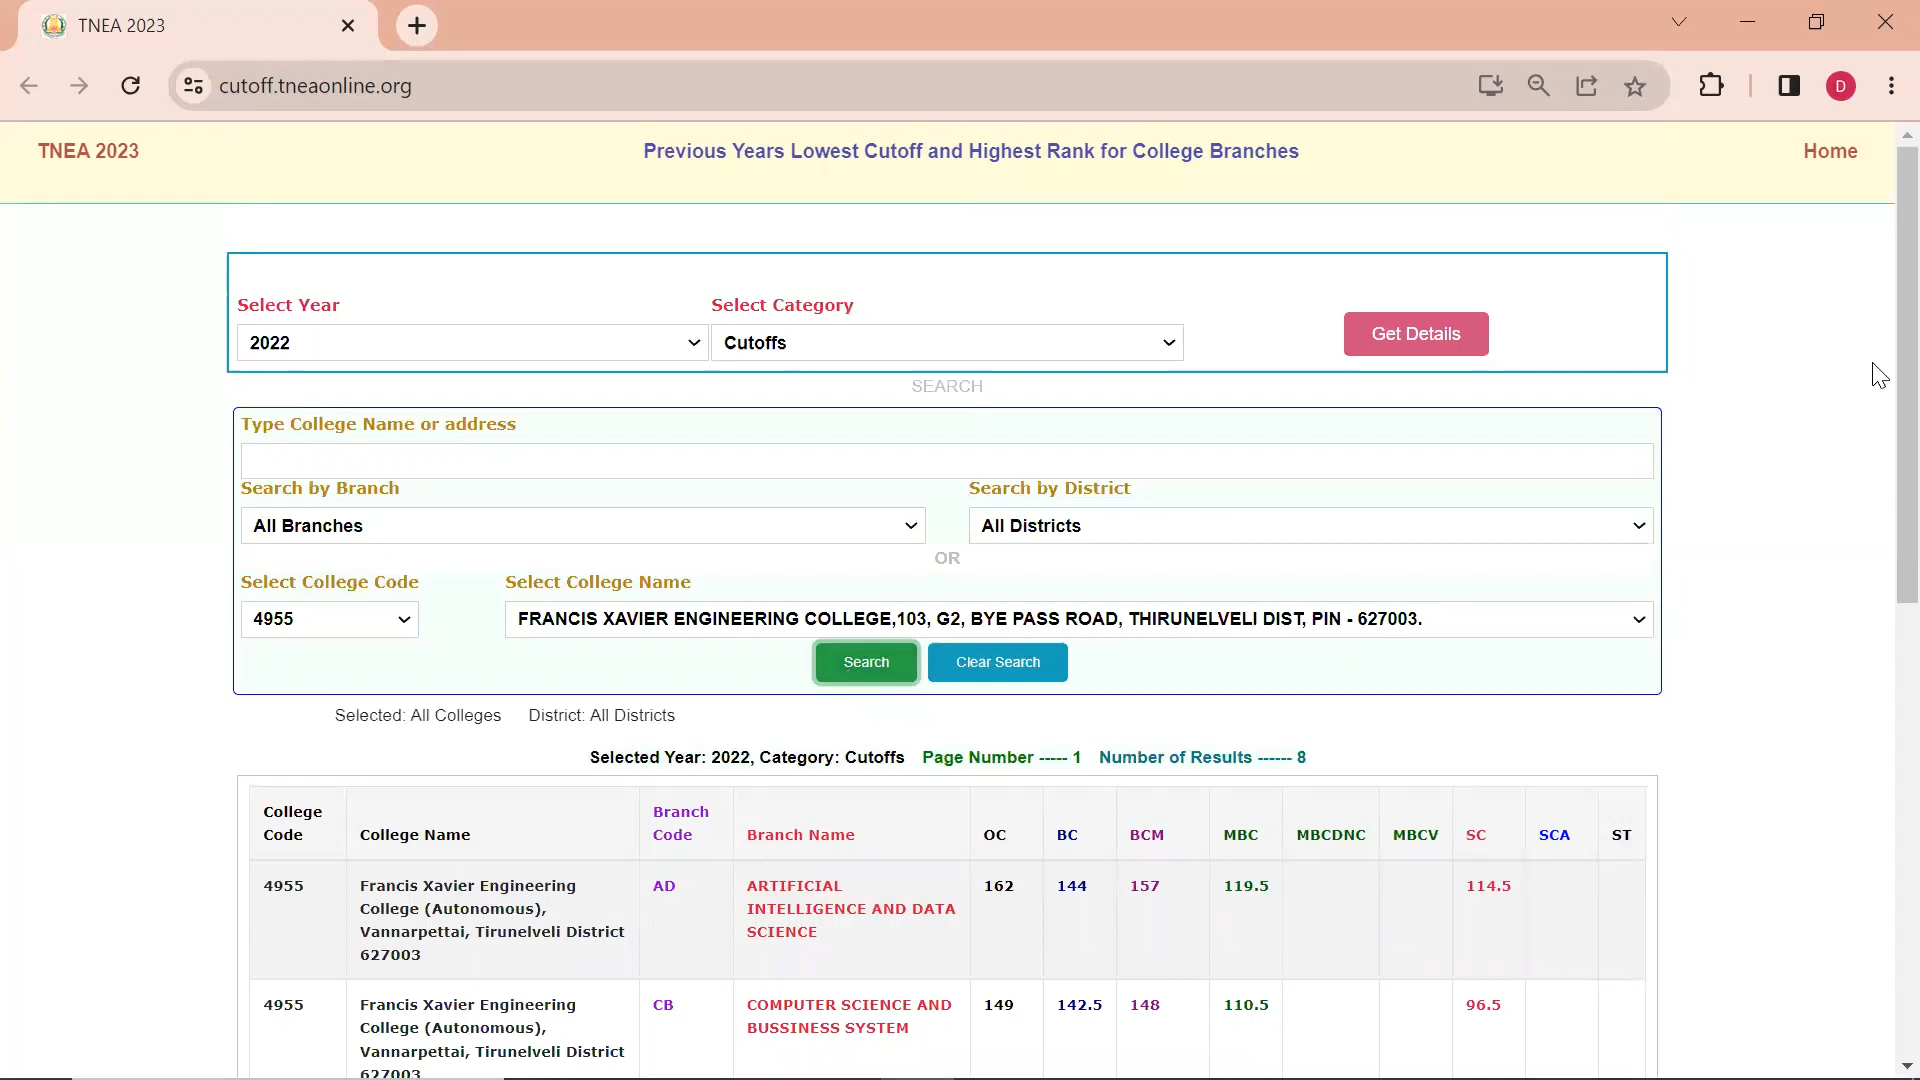 TNEA 2023
cutoff.tneaonline.org
D
TNEA 2023 Previous Years Lowest Cutoff and Highest Rank for College Branches Home
Select Year Select Category
2022 Cutoffs Get Details
SEARCH
Type College Name or address
Search by Branch Search by District
All Branches All Districts
OR
Select College Code Select College Name
4955 FRANCIS XAVIER ENGINEERING COLLEGE,103, G2, BYE PASS ROAD, THIRUNELVELI DIST, PIN - 627003.
Search Clear Search
Selected: All Colleges District: All Districts
Selected Year: 2022, Category: Cutoffs Page Number ----- 1 Number of Results ------ 8
College Branch
Code College Name Code Branch Name OC BC BCM MBC MBCDNC MBCV SC SCA ST
4955 Francis Xavier Engineering AD ARTIFICIAL 162 144 157 119.5 114.5
College (Autonomous), INTELLIGENCE AND DATA
Vannarpettai, Tirunelveli District SCIENCE
627003
4955 Francis Xavier Engineering CB COMPUTER SCIENCE AND 149 142.5 148 110.5 96.5
College (Autonomous), BUSSINESS SYSTEM
Vannarpettai, Tirunelveli District
627003